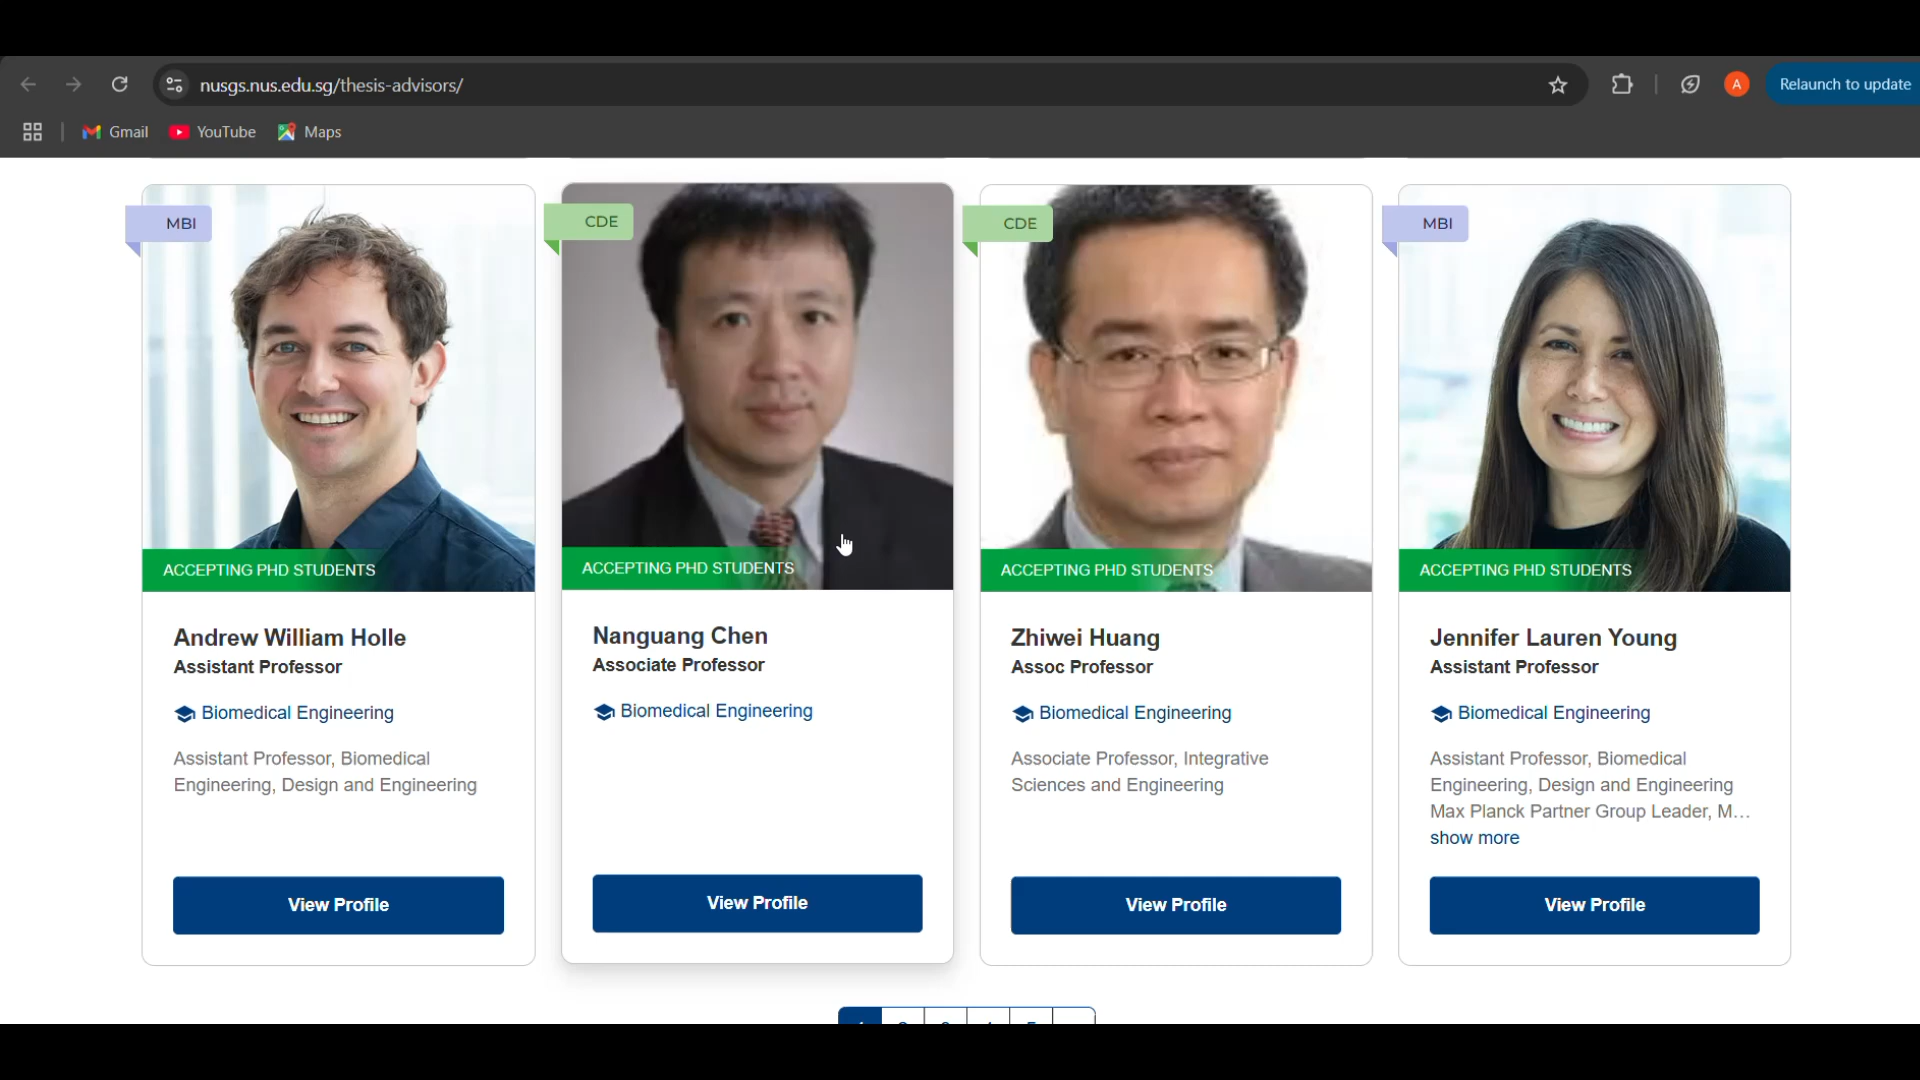 nusgs.nus.edu.sg/thesis-advisors/
A
Relaunch to update
Gmail
YouTube
Maps
MBI
ACCEPTING PHD STUDENTS
Andrew William Holle
Assistant Professor
Biomedical Engineering
Assistant Professor, Biomedical
Engineering, Design and Engineering
View Profile
CDE
ACCEPTING PHD STUDENTS
Nanguang Chen
Associate Professor
Biomedical Engineering
View Profile
CDE
ACCEPTING PHD STUDENTS
Zhiwei Huang
Assoc Professor
Biomedical Engineering
Associate Professor, Integrative
Sciences and Engineering
View Profile
MBI
ACCEPTING PHD STUDENTS
Jennifer Lauren Young
Assistant Professor
Biomedical Engineering
Assistant Professor, Biomedical
Engineering, Design and Engineering
Max Planck Partner Group Leader, M...
show more
View Profile